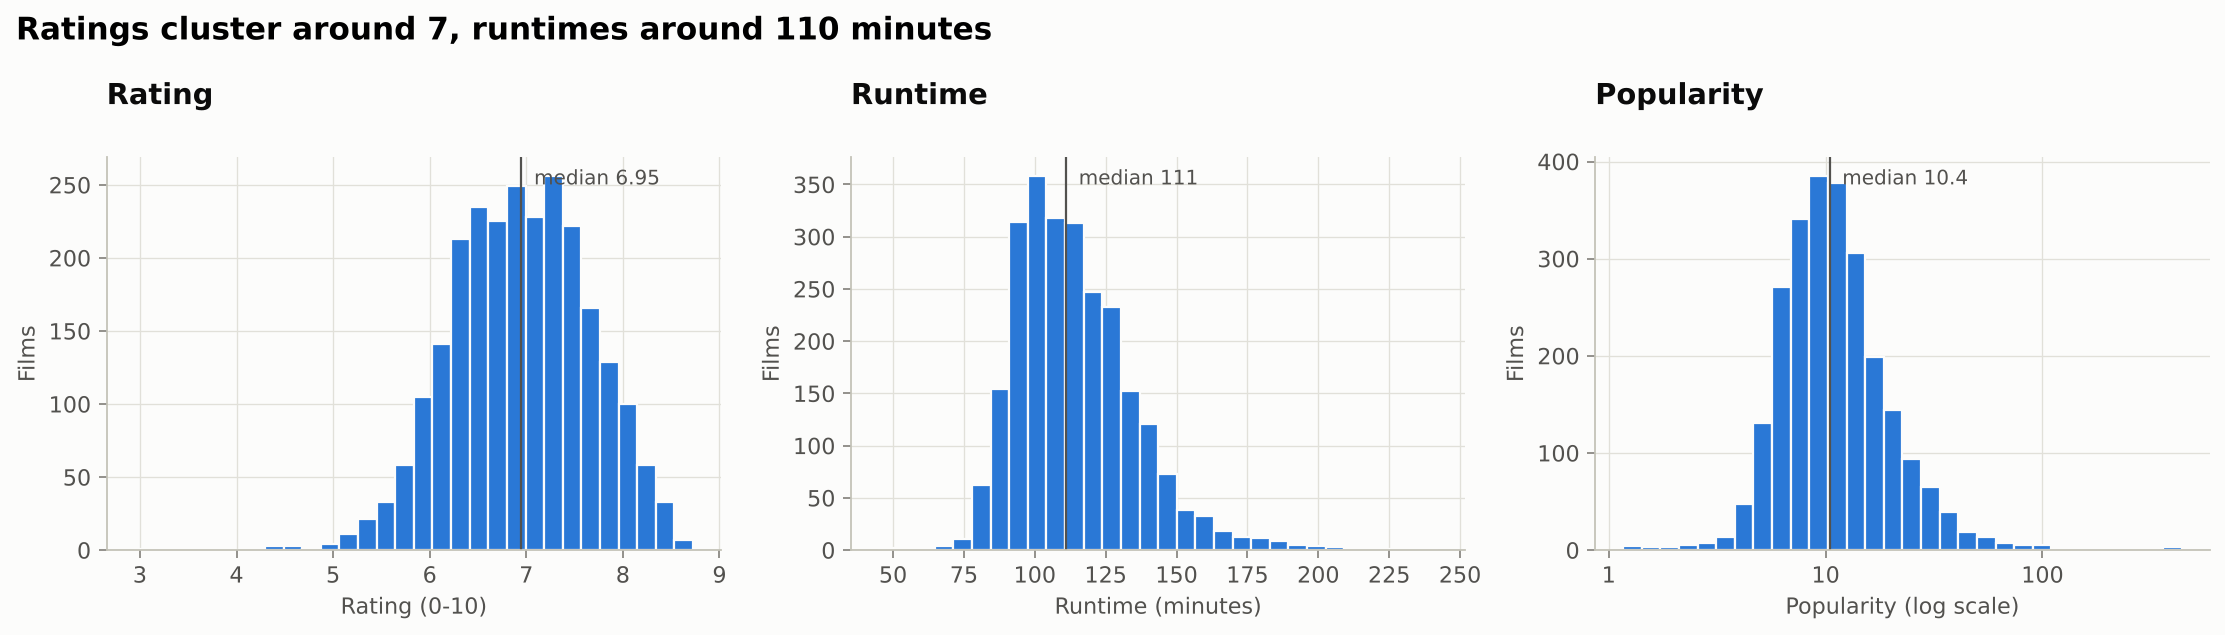 Ratings cluster around 7, runtimes around 110 minutes
Rating
median 6.95
250
200
150
100
50
0
Films
3 4 5 6 7 8 9
Rating (0-10)
Runtime
median 111
350
300
250
200
150
100
50
0
Films
50 75 100 125 150 175 200 225 250
Runtime (minutes)
Popularity
median 10.4
400
300
200
100
0
Films
1 10 100
Popularity (log scale)